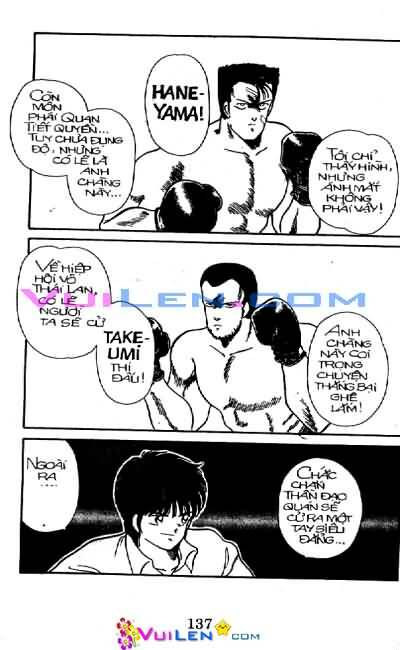 HANE-
YAMA!
CÒN
MÔN
PHÁI QUAN
TIẾT QUYỀN...
TUY CHƯA ĐỤNG
ĐỘ, NHƯNG
CÓ LẼ LÀ
ANH
CHÀNG
NÀY...
TÔI CHỈ
THẤY HÌNH,
NHƯNG
ÁNH MẮT
KHÔNG
PHẢI VẬY!
VỀ HIỆP
HỘI VÕ
THÁI LAN,
CÓ LẼ
NGƯỜI
TA SẼ CỬ
TAKE-
UMI
THI
ĐẤU!
ANH
CHÀNG
NÀY COI
TRỌNG
CHUYỆN
THẮNG BẠI
GHÊ
LẮM!
VUILEN.COM
NGOÀI
RA
....
CHẮC
CHẮN
THẦN ĐẠO
QUÁN SẼ
CỬ RA MỘT
TAY SIÊU
ĐẲNG...
137
VUILEN COM